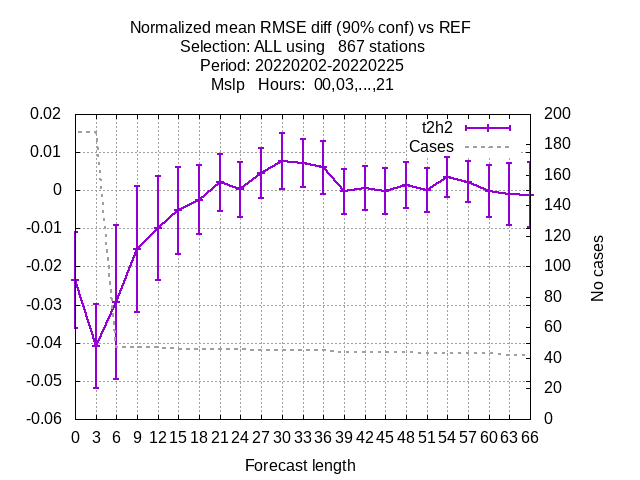 Normalized mean RMSE diff (90% conf) vs REF
Selection: ALL using   867 stations
Period: 20220202-20220225
Mslp   Hours:  00,03,...,21
0.02
0.01
0
-0.01
-0.02
-0.03
-0.04
-0.05
-0.06
t2h2
Cases
200
180
160
140
120
100
80
60
40
20
0
No cases
0 3 6 9 12 15 18 21 24 27 30 33 36 39 42 45 48 51 54 57 60 63 66
Forecast length